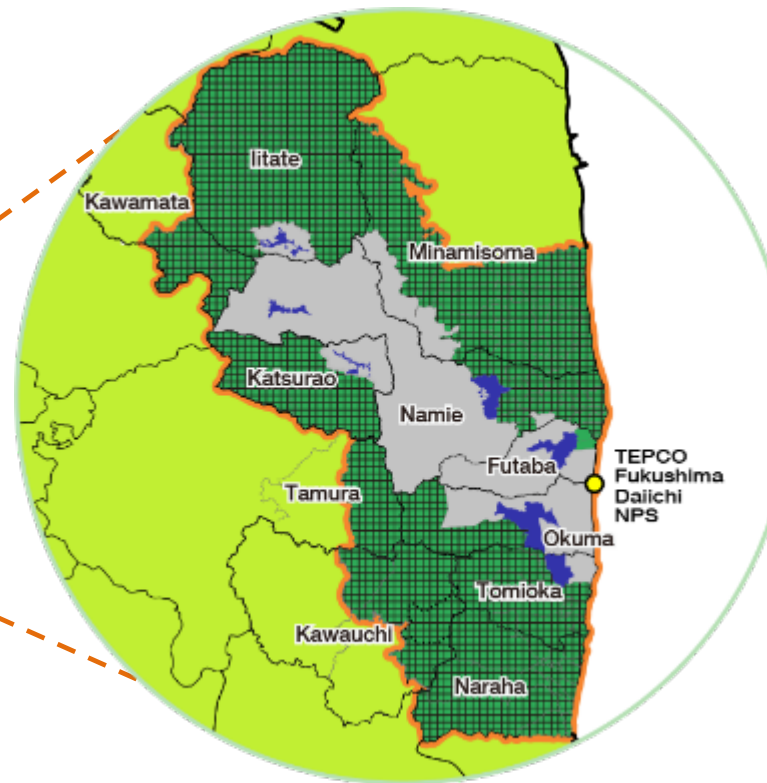 Iitate
Kawamata
Minamisoma
Katsurao
Namie
Futaba
TEPCO
Fukushima
Daiichi
NPS
Tamura
Okuma
Tomioka
Kawauchi
Naraha